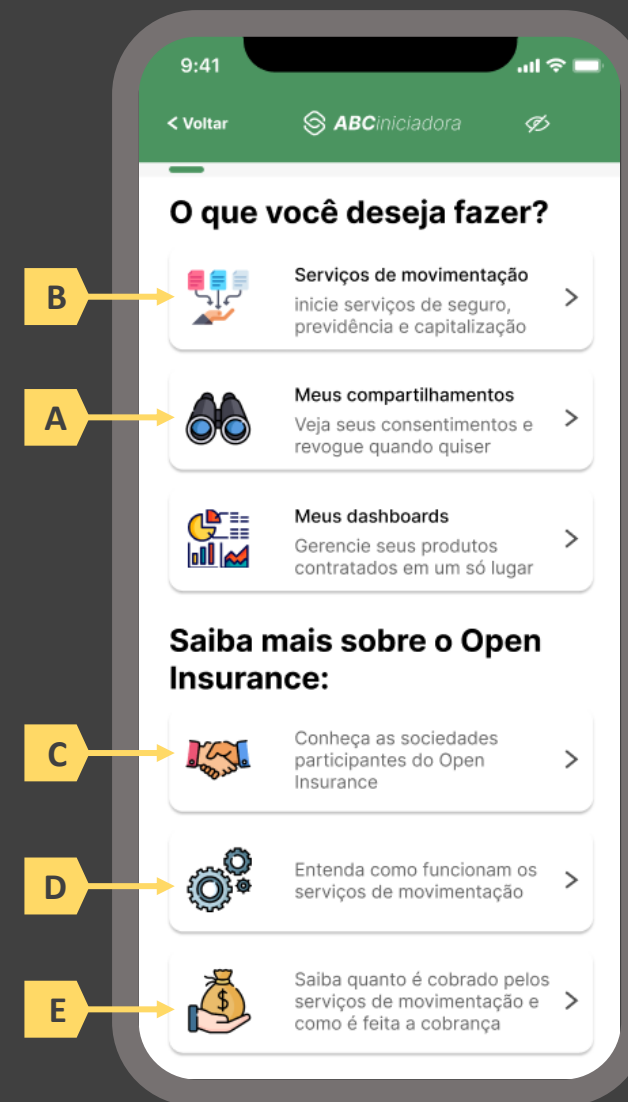 9:41
< Voltar ABCiniciadora
O que você deseja fazer?
B
Serviços de movimentação
inicie serviços de seguro,
previdência e capitalização
A
Meus compartilhamentos
Veja seus consentimentos e
revogue quando quiser
Meus dashboards
Gerencie seus produtos
contratados em um só lugar
Saiba mais sobre o Open
Insurance:
C
Conheça as sociedades
participantes do Open
Insurance
D
Entenda como funcionam os
serviços de movimentação
E
Saiba quanto é cobrado pelos
serviços de movimentação e
como é feita a cobrança
$